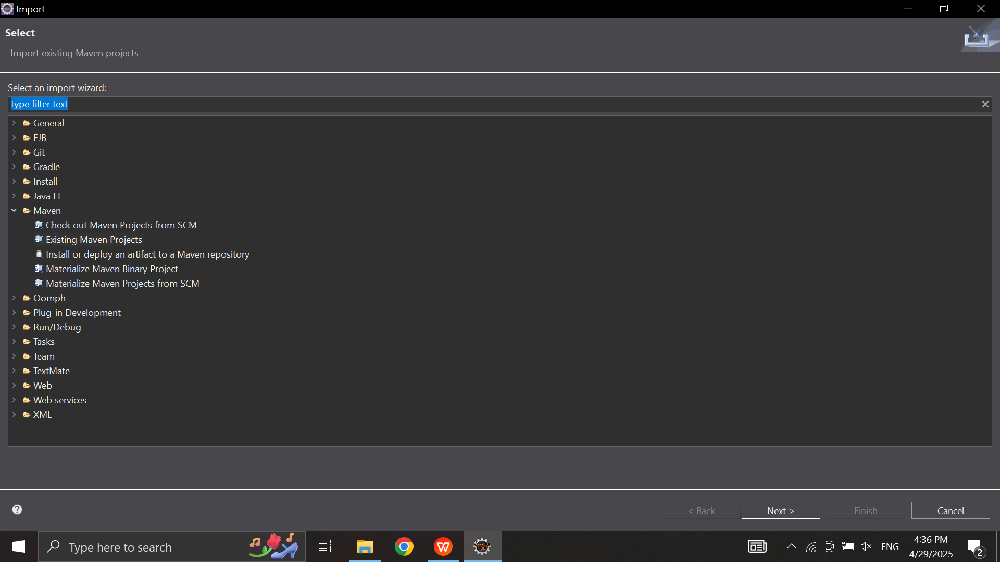 Import
Select
Import existing Maven projects
Select an import wizard:
type filter text
General
EJB
Git
Gradle
Install
Java EE
Maven
Check out Maven Projects from SCM
Existing Maven Projects
Install or deploy an artifact to a Maven repository
Materialize Maven Binary Project
Materialize Maven Projects from SCM
Oomph
Plug-in Development
Run/Debug
Tasks
Team
TextMate
Web
Web services
XML
< Back
Next >
Finish
Cancel
Type here to search
Java EE
IDE
ENG
4:36 PM
4/29/2025
2